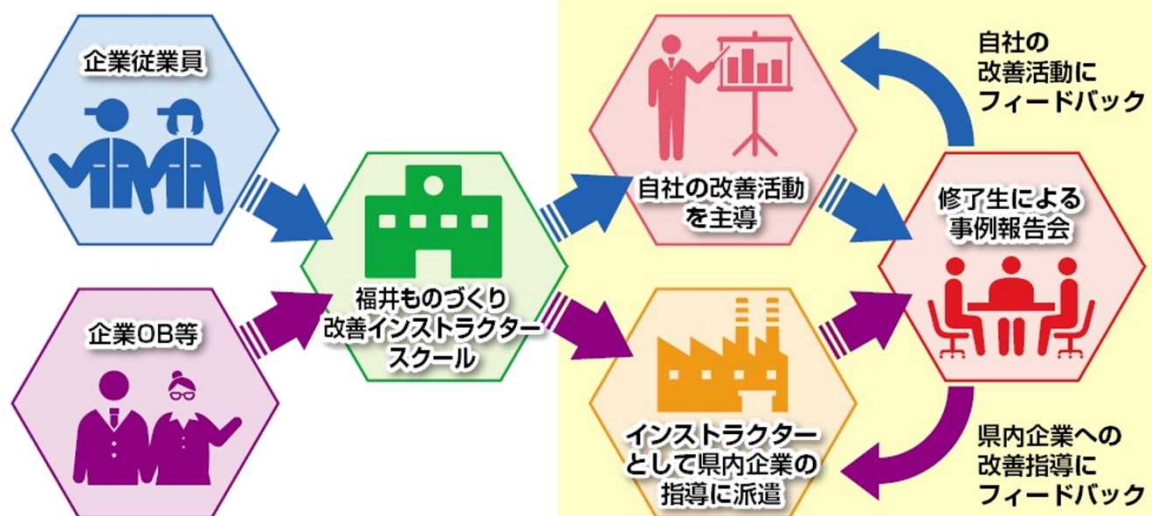 企業従業員
企業OB等
福井ものづくり
改善インストラクター
スクール
自社の改善活動
を主導
インストラクター
として県内企業の
指導に派遣
修了生による
事例報告会
自社の
改善活動に
フィードバック
県内企業への
改善指導に
フィードバック